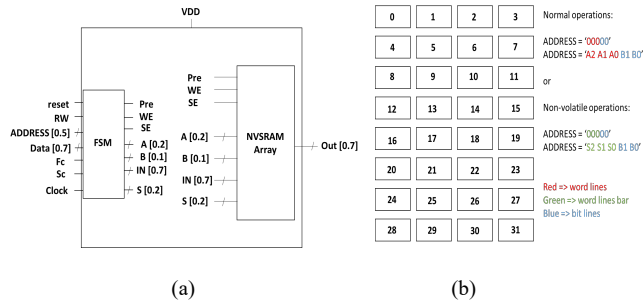 VDD
reset
RW
ADDRESS [0.5]
Data [0.7]
Fc
Sc
Clock
FSM
Pre
WE
SE
A [0.2]
B [0.1]
IN [0.7]
S [0.2]
Pre
WE
SE
A [0.2]
B [0.1]
IN [0.7]
S [0.2]
NVSRAM
Array
Out [0.7]
(a)
0 1 2 3
4 5 6 7
8 9 10 11
12 13 14 15
16 17 18 19
20 21 22 23
24 25 26 27
28 29 30 31
Normal operations:
ADDRESS = '00000'
ADDRESS = 'A2 A1 A0 B1 B0'
or
Non-volatile operations:
ADDRESS = '00000'
ADDRESS = 'S2 S1 S0 B1 B0'
Red => word lines
Green => word lines bar
Blue => bit lines
(b)